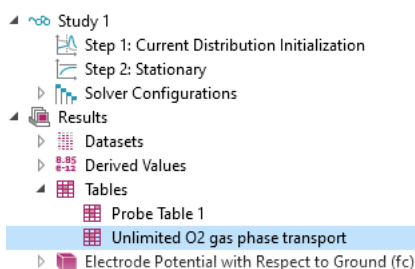 Study 1
Step 1: Current Distribution Initialization
Step 2: Stationary
Solver Configurations
Results
Datasets
8.85
e-12
Derived Values
Tables
Probe Table 1
Unlimited O2 gas phase transport
Electrode Potential with Respect to Ground (fc)